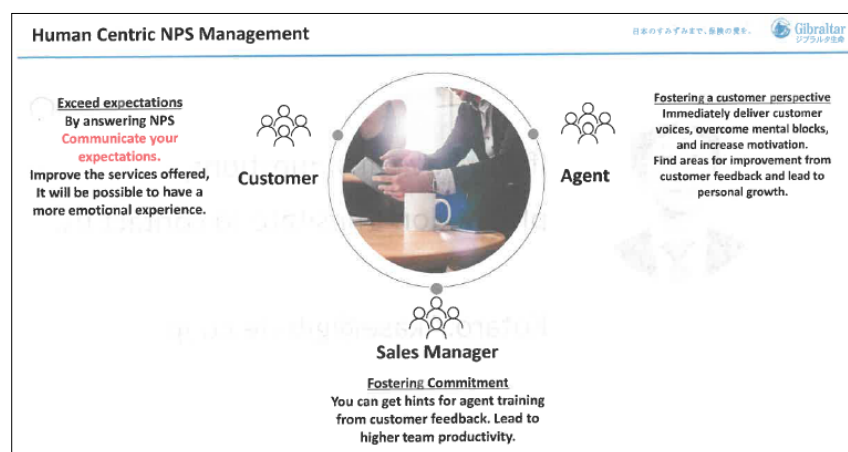 Human Centric NPS Management
日本のすみずみまで、保険の愛を。
Gibraltar
ジブラルタ生命
Exceed expectations
By answering NPS
Communicate your
expectations.
Improve the services offered,
It will be possible to have a
more emotional experience.
Customer
Agent
Fostering a customer perspective
Immediately deliver customer
voices, overcome mental blocks,
and increase motivation.
Find areas for improvement from
customer feedback and lead to
personal growth.
Sales Manager
Fostering Commitment
You can get hints for agent training
from customer feedback. Lead to
higher team productivity.